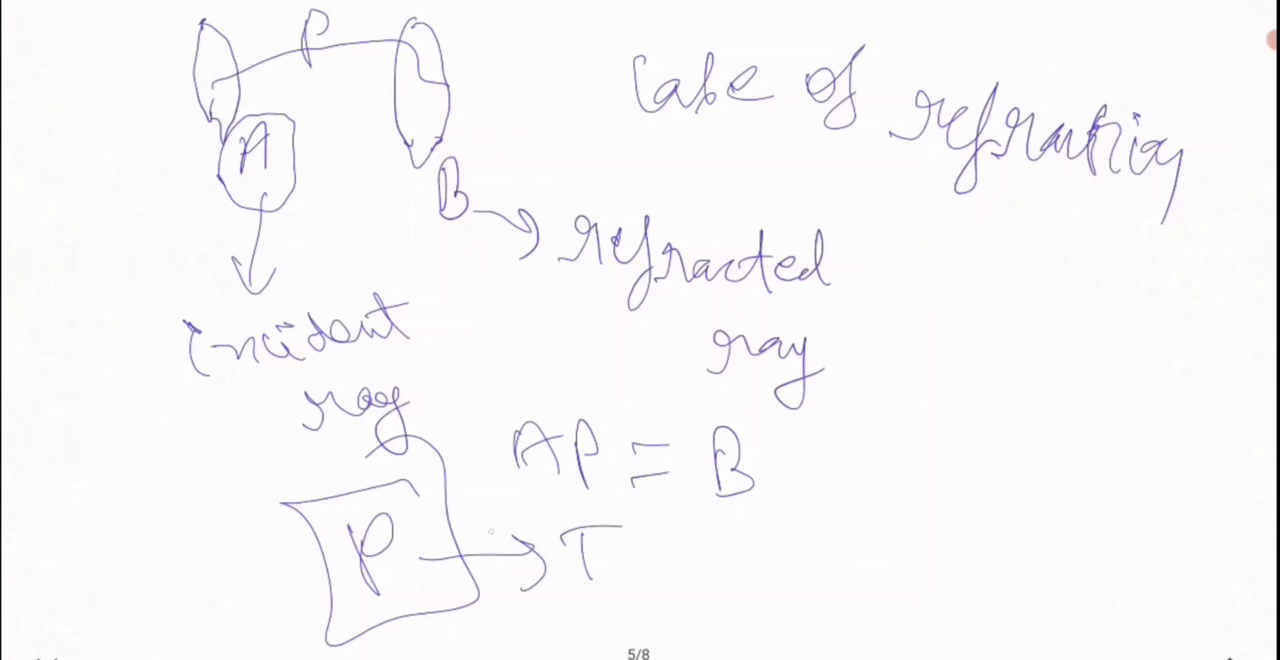 P
Case of refraction
A
B → refracted ray
incident ray
AP = B
P → T
5/8